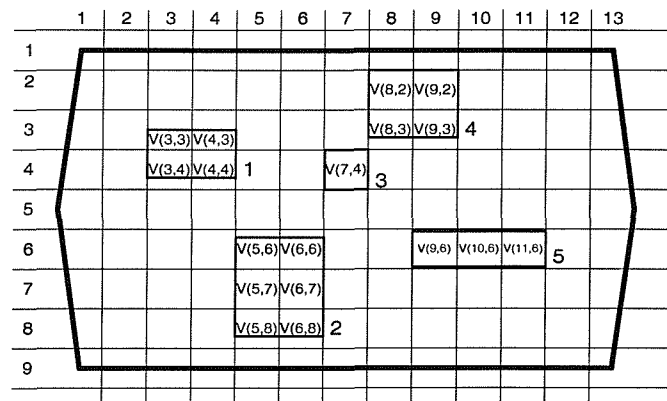 1 2 3 4 5 6 7 8 9 10 11 12 13
1
2 V(8,2) V(9,2)
3 V(3,3) V(4,3) V(8,3) V(9,3) 4
4 V(3,4) V(4,4) 1 V(7,4) 3
5
6 V(5,6) V(6,6) V(9,6) V(10,6) V(11,6) 5
7 V(5,7) V(6,7)
8 V(5,8) V(6,8) 2
9